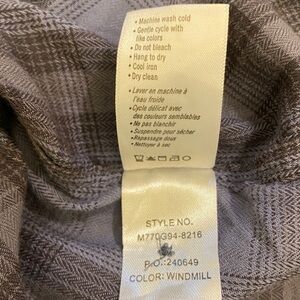 • Machine wash cold
• Gentle cycle with
like colors
• Do not bleach
• Hang to dry
• Cool iron
• Dry clean
• Laver en machine à
l'eau froide
• Cycle délicat avec
des couleurs semblables
• Ne pas blanchir
• Suspendre pour sécher
• Repassage doux
• Nettoyer à sec
STYLE NO.
M770G94-8216
P.O.:240649
COLOR: WINDMILL